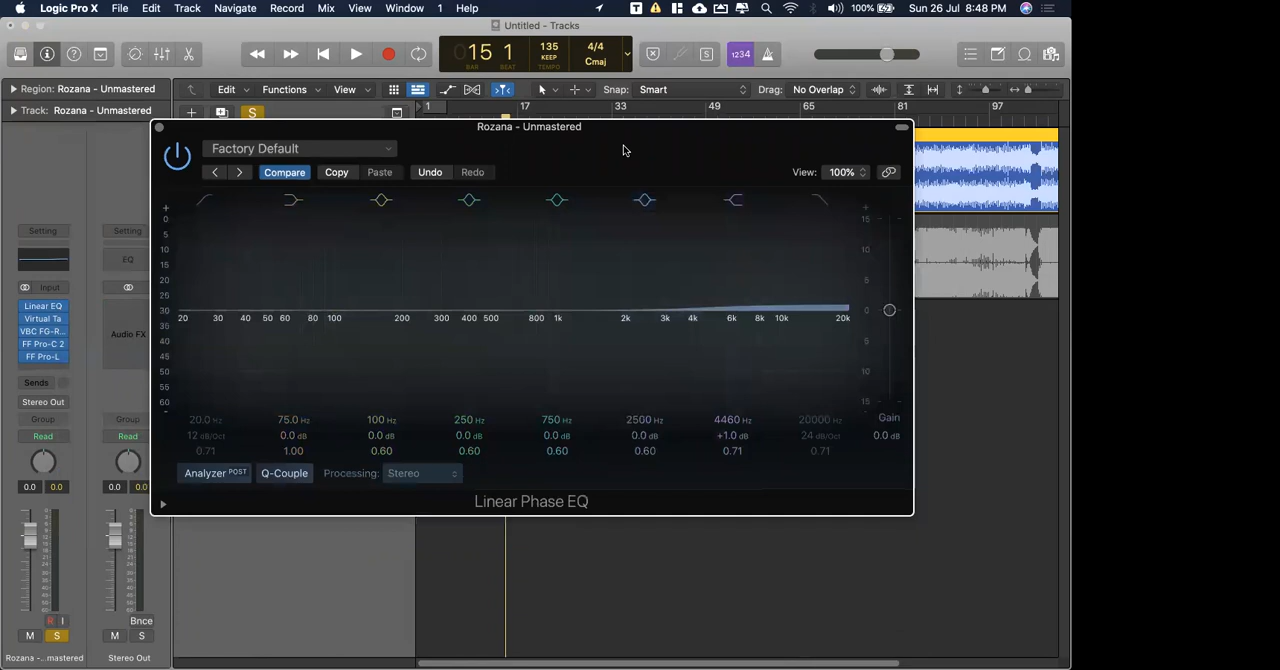 Logic Pro X File Edit Track Navigate Record Mix View Window 1 Help 100% Sun 26 Jul 8:48 PM
Untitled - Tracks
15 1 135 4/4
KEEP Cmaj
BAR BEAT TEMPO
1234
Region: Rozana - Unmastered Edit Functions View Snap: Smart Drag: No Overlap
Track: Rozana - Unmastered S 1 17 33 49 65 81 97
Rozana - Unmastered
Factory Default
Compare Copy Paste Undo Redo View: 100%
Setting Setting
EQ
Input
Linear EQ
Virtual Ta
VBC FG-R...
FF Pro-C 2
FF Pro-L
Audio FX
Sends
Stereo Out
Group Group
Read Read
0.0 0.0 0.0 0.0
+ +
0 15
5
10 10
15
20 5
25
30 0
35
40 5
45
50 10
55
60 15
20 30 40 50 60 80 100 200 300 400 500 800 1k 2k 3k 4k 6k 8k 10k 20k
20.0 Hz 75.0 Hz 100 Hz 250 Hz 750 Hz 2500 Hz 4460 Hz 20000 Hz Gain
12 dB/Oct 0.0 dB 0.0 dB 0.0 dB 0.0 dB 0.0 dB +1.0 dB 24 dB/Oct 0.0 dB
0.71 1.00 0.60 0.60 0.60 0.60 0.71 0.71
Analyzer POST Q-Couple Processing: Stereo
Linear Phase EQ
R I Bnce
M S M S
Rozana -...mastered Stereo Out